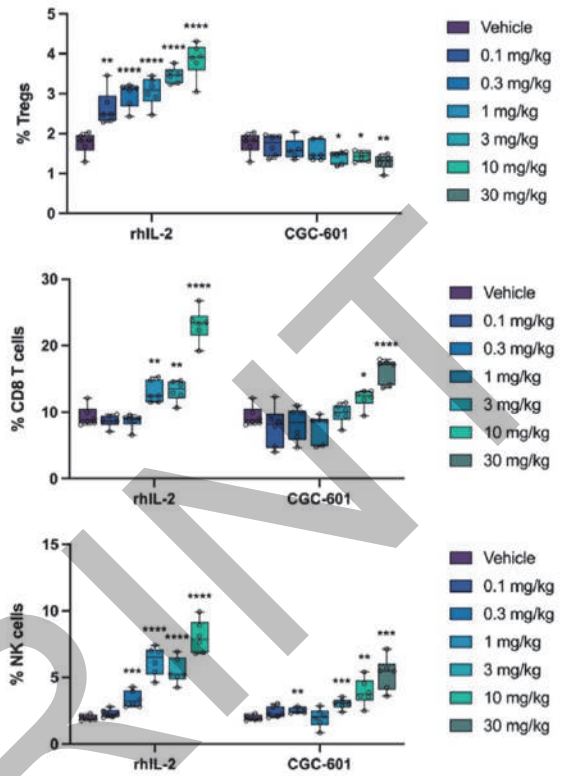 5
4
3
2
1
0
% Tregs
** **** **** **** ****
* * **
rhIL-2 CGC-601
Vehicle
0.1 mg/kg
0.3 mg/kg
1 mg/kg
3 mg/kg
10 mg/kg
30 mg/kg
30
20
10
0
% CD8 T cells
** ** ****
* ****
rhIL-2 CGC-601
Vehicle
0.1 mg/kg
0.3 mg/kg
1 mg/kg
3 mg/kg
10 mg/kg
30 mg/kg
15
10
5
0
% NK cells
*** **** **** ****
** *** ** ***
rhIL-2 CGC-601
Vehicle
0.1 mg/kg
0.3 mg/kg
1 mg/kg
3 mg/kg
10 mg/kg
30 mg/kg
RINT